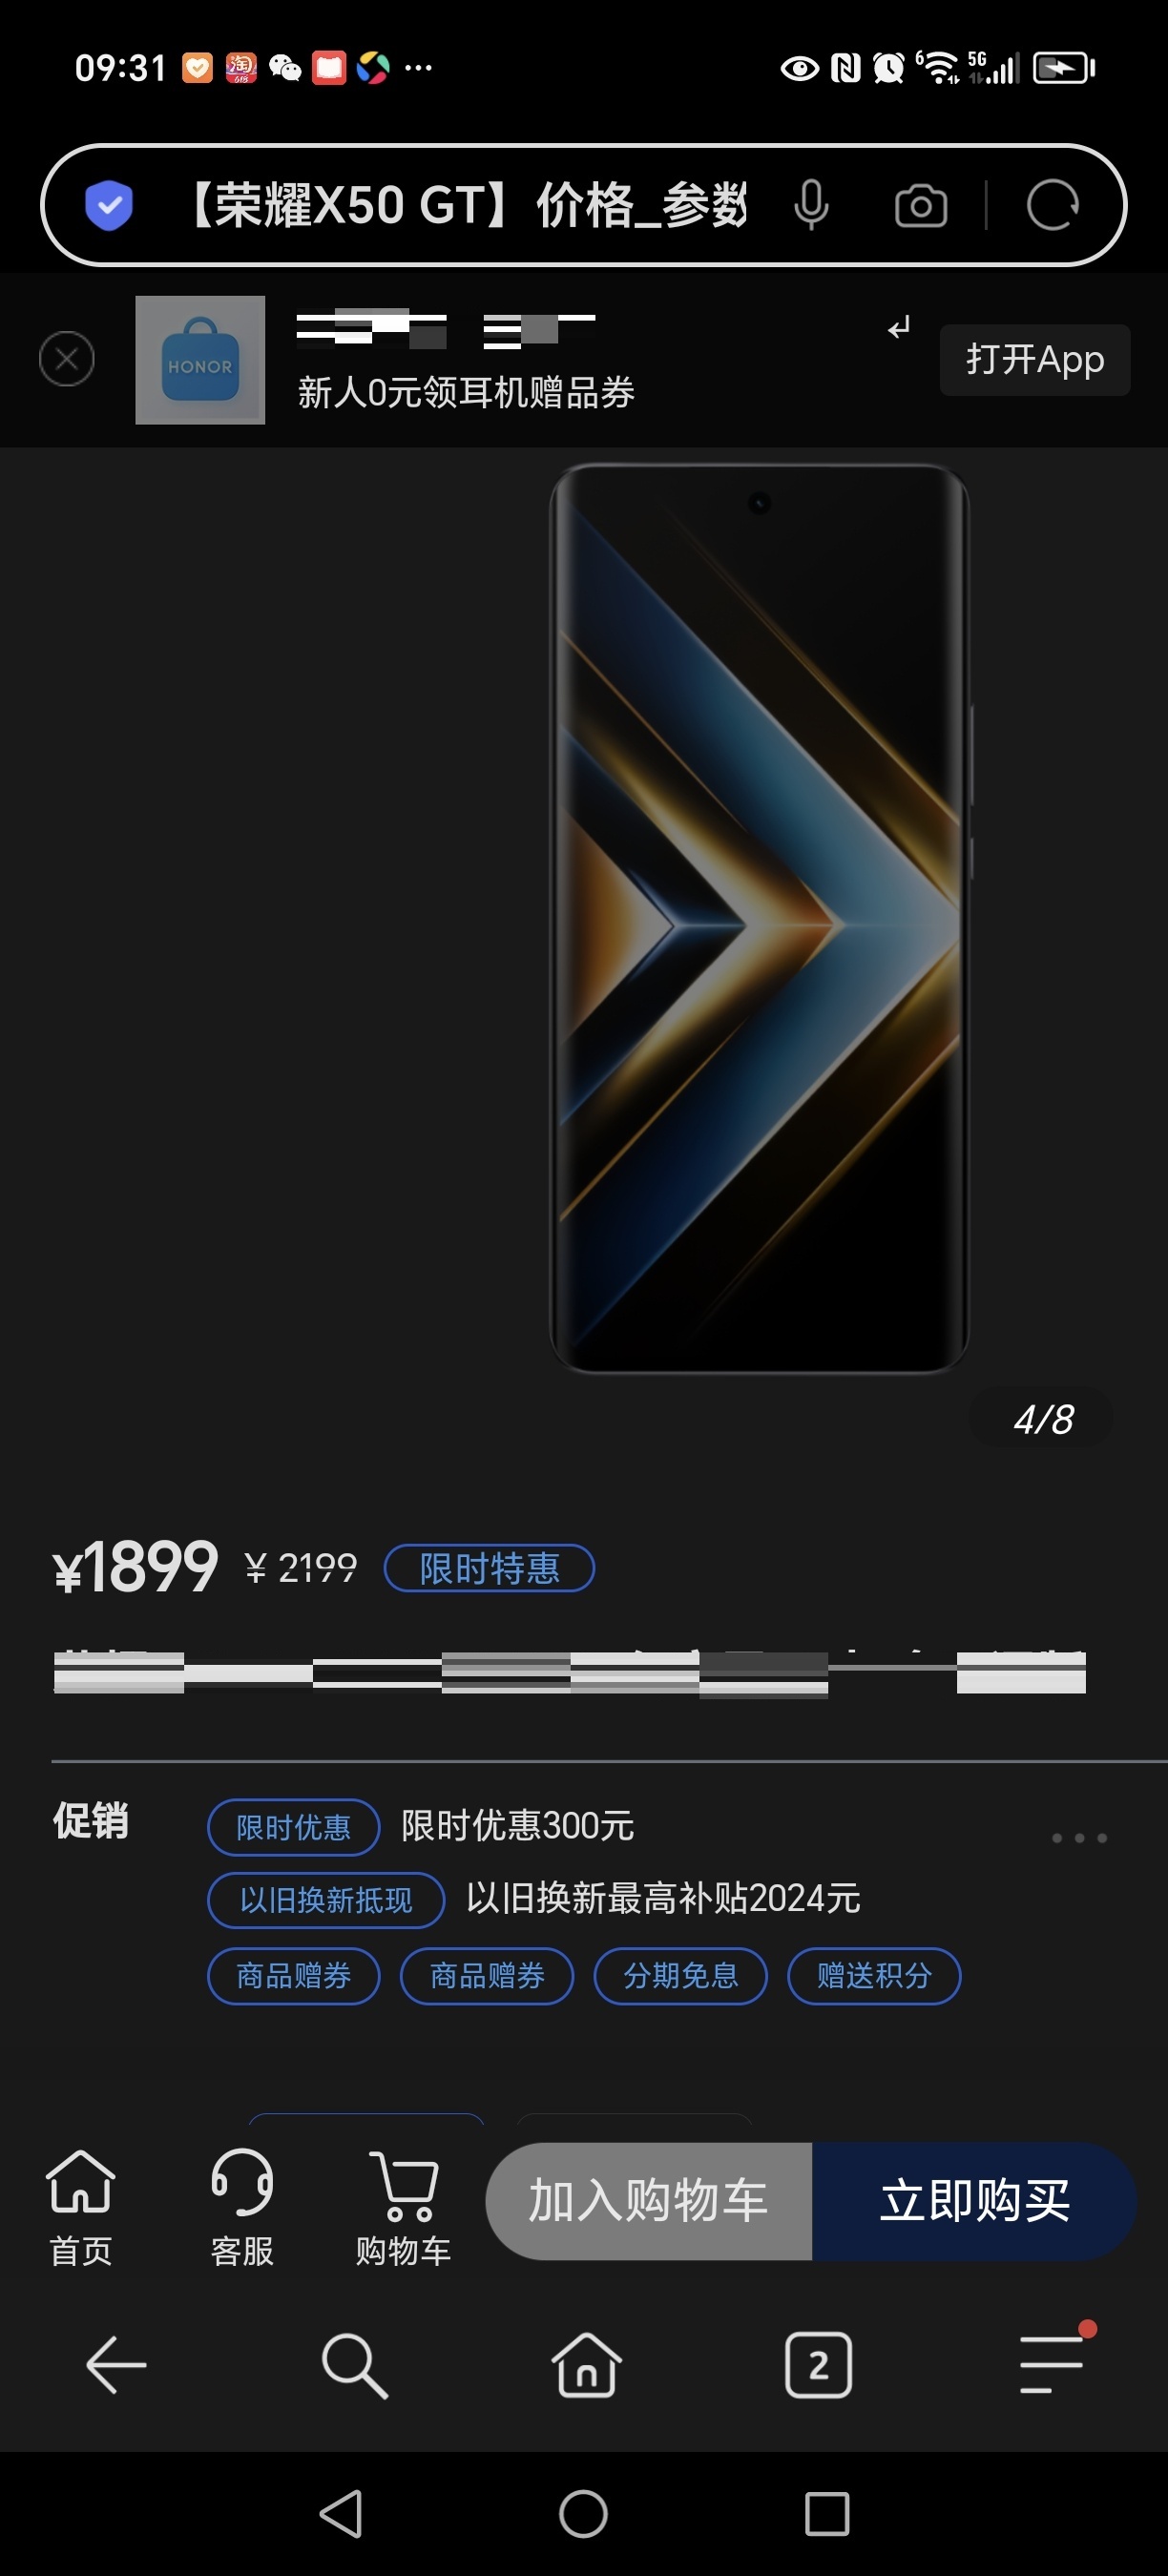 09:31
淘
618
6
5G
【荣耀X50 GT】价格_参数
HONOR
新人0元领耳机赠品券
打开App
4/8
¥1899 ¥ 2199 限时特惠
促销 限时优惠 限时优惠300元
以旧换新抵现 以旧换新最高补贴2024元
商品赠券 商品赠券 分期免息 赠送积分
首页 客服 购物车 加入购物车 立即购买
2